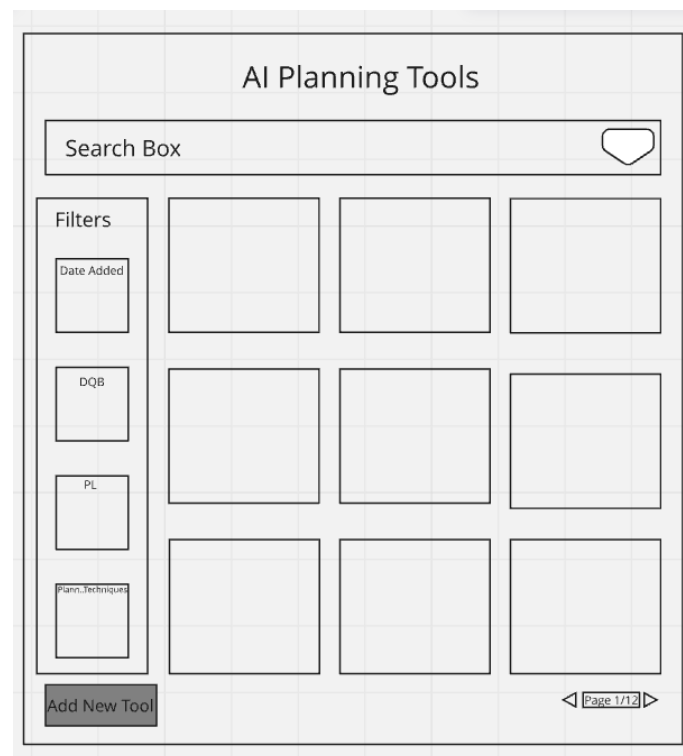 AI Planning Tools
Search Box
Filters
Date Added
DQB
PL
Plann..Techniques
Add New Tool
Page 1/12